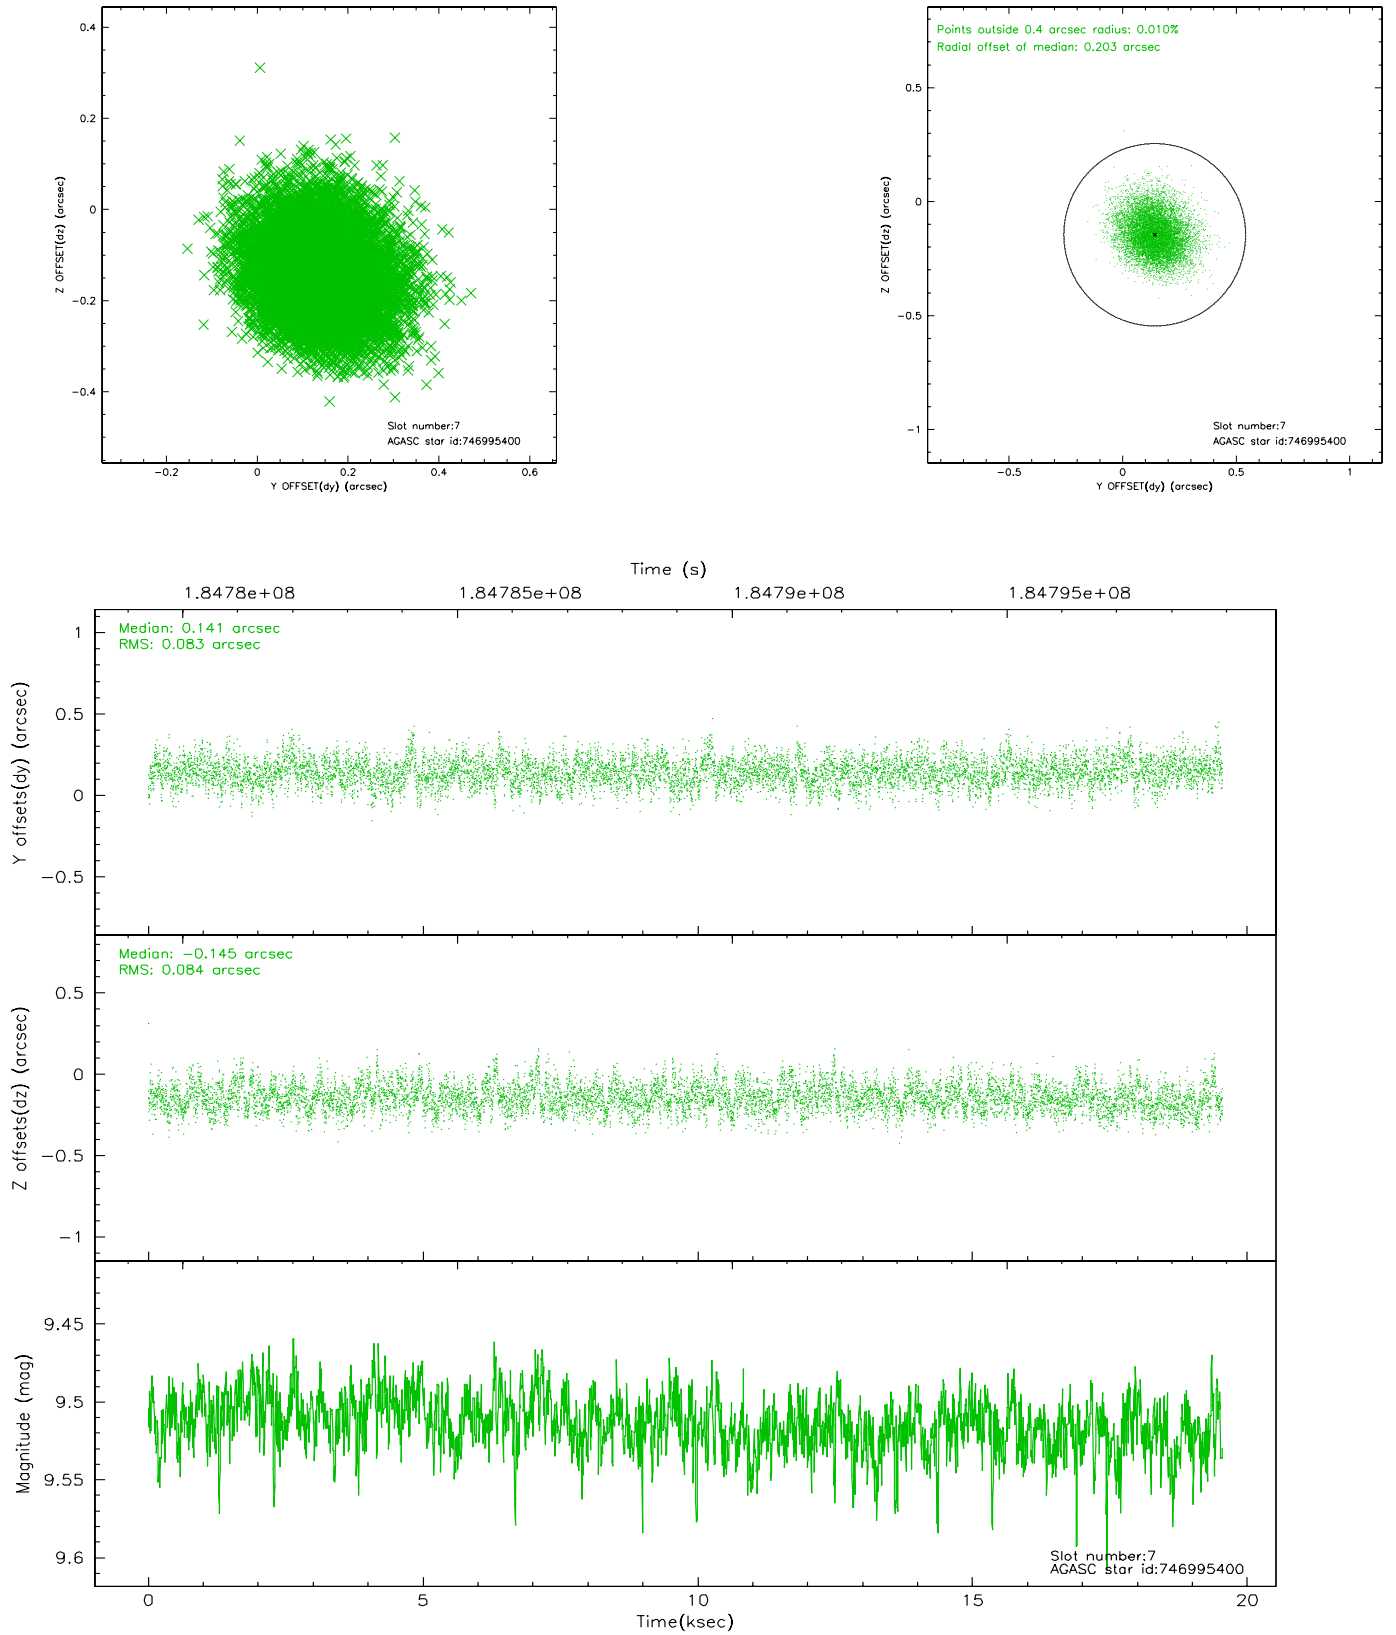 0.4
0.2
0
−0.2
−0.4
Z OFFSET(dz) (arcsec)
Slot number:7
AGASC star id:746995400
−0.2 0 0.2 0.4 0.6
Y OFFSET(dy) (arcsec)
Points outside 0.4 arcsec radius: 0.010%
Radial offset of median: 0.203 arcsec
0.5
0
−0.5
−1
Z OFFSET(dz) (arcsec)
Slot number:7
AGASC star id:746995400
−0.5 0 0.5 1
Y OFFSET(dy) (arcsec)
Time (s)
1.8478e+08 1.84785e+08 1.8479e+08 1.84795e+08
Median: 0.141 arcsec
RMS: 0.083 arcsec
1
0.5
0
−0.5
Y offsets(dy) (arcsec)
Median: −0.145 arcsec
RMS: 0.084 arcsec
0.5
0
−0.5
−1
Z offsets(dz) (arcsec)
9.45
9.5
9.55
9.6
Magnitude (mag)
Slot number:7
AGASC star id:746995400
0 5 10 15 20
Time(ksec)